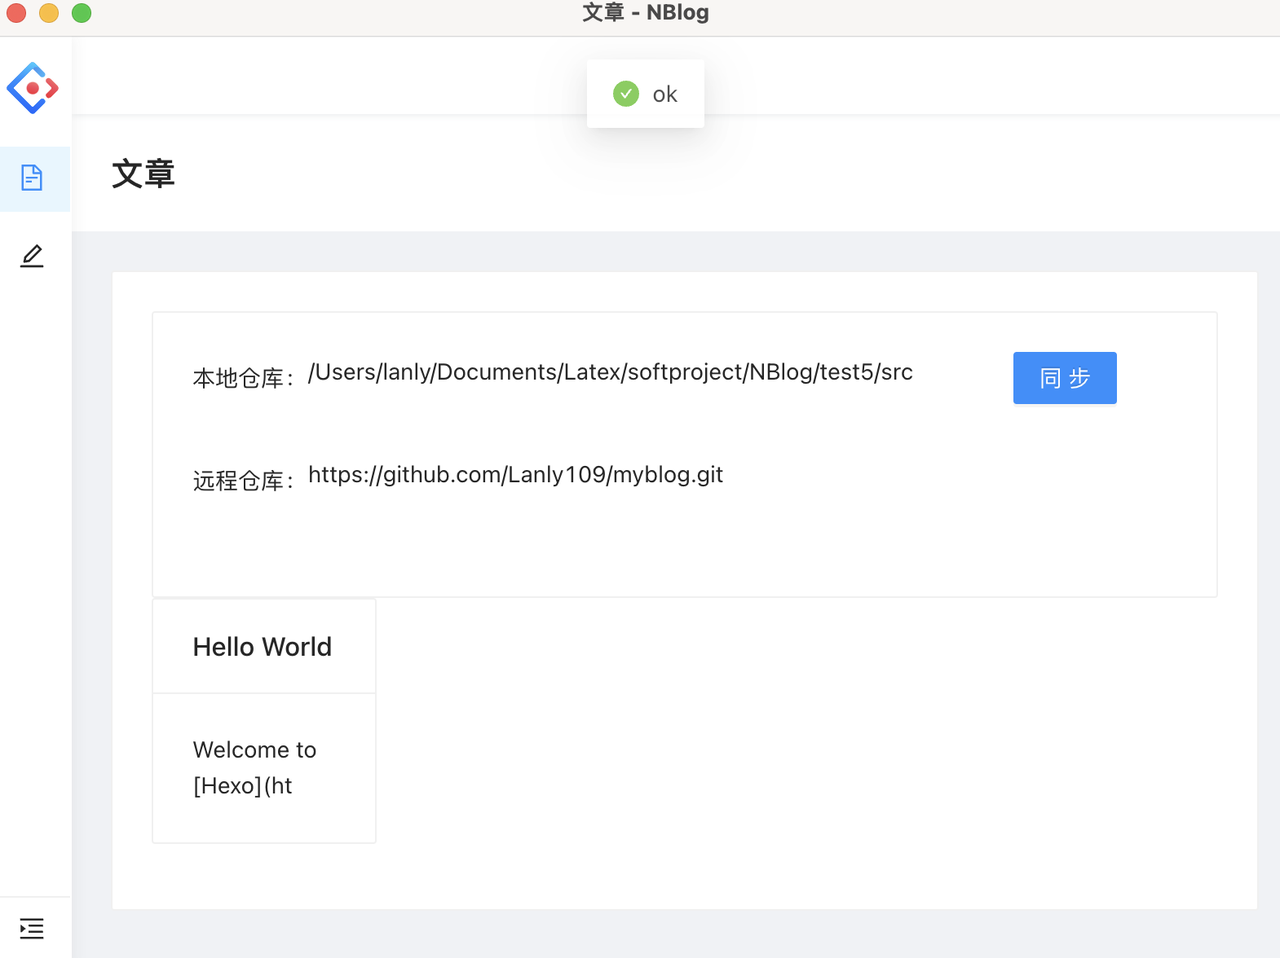 文章 - NBlog
ok
文章
本地仓库： /Users/lanly/Documents/Latex/softproject/NBlog/test5/src
同 步
远程仓库： https://github.com/Lanly109/myblog.git
Hello World
Welcome to
[Hexo](ht